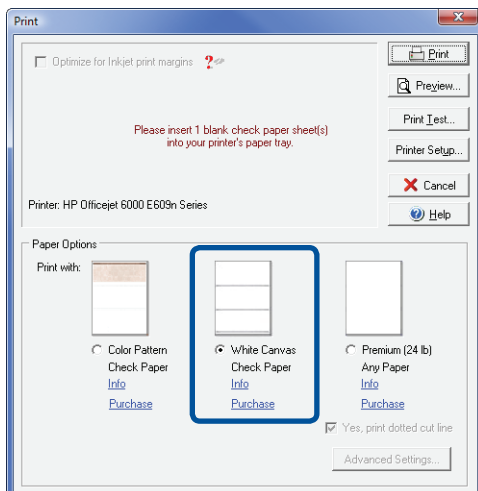 Print
Optimize for Inkjet print margins
Please insert 1 blank check paper sheet(s)
into your printer's paper tray.
Printer: HP Officejet 6000 E609n Series
Print
Preview...
Print Test...
Printer Setup...
Cancel
Help
Paper Options
Print with:
Color Pattern
Check Paper
Info
Purchase
White Canvas
Check Paper
Info
Purchase
Premium (24 lb)
Any Paper
Info
Purchase
Yes, print dotted cut line
Advanced Settings...